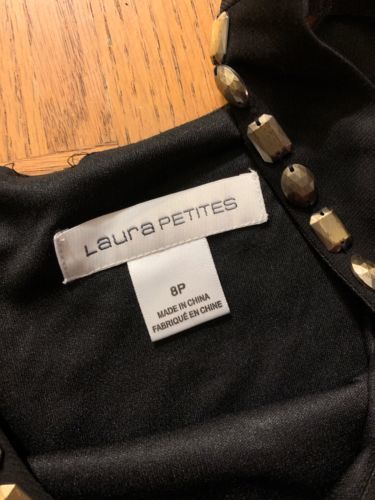 Laura PETITES
8P
MADE IN CHINA
FABRIQUÉ EN CHINE